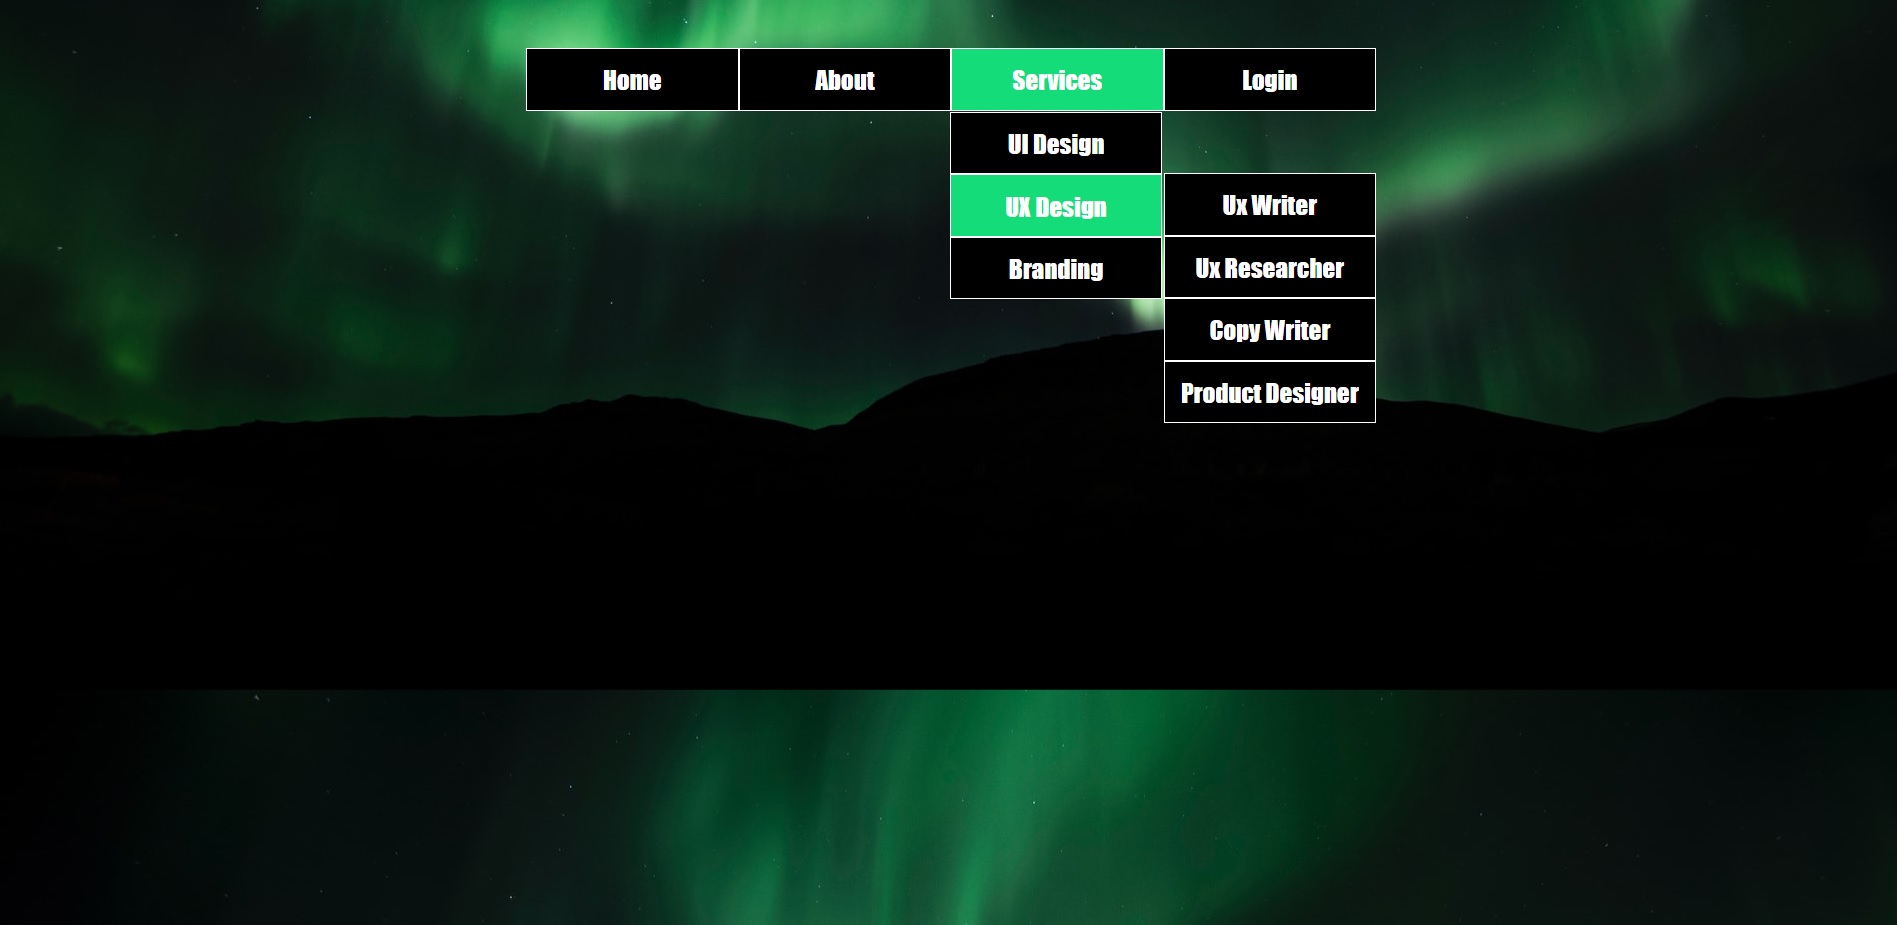 Home
About
Services
Login
UI Design
UX Design
Branding
Ux Writer
Ux Researcher
Copy Writer
Product Designer